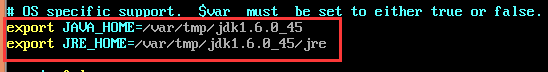 # OS specific support.  $var _must_ be set to either true or false.
export JAVA_HOME=/var/tmp/jdk1.6.0_45
export JRE_HOME=/var/tmp/jdk1.6.0_45/jre